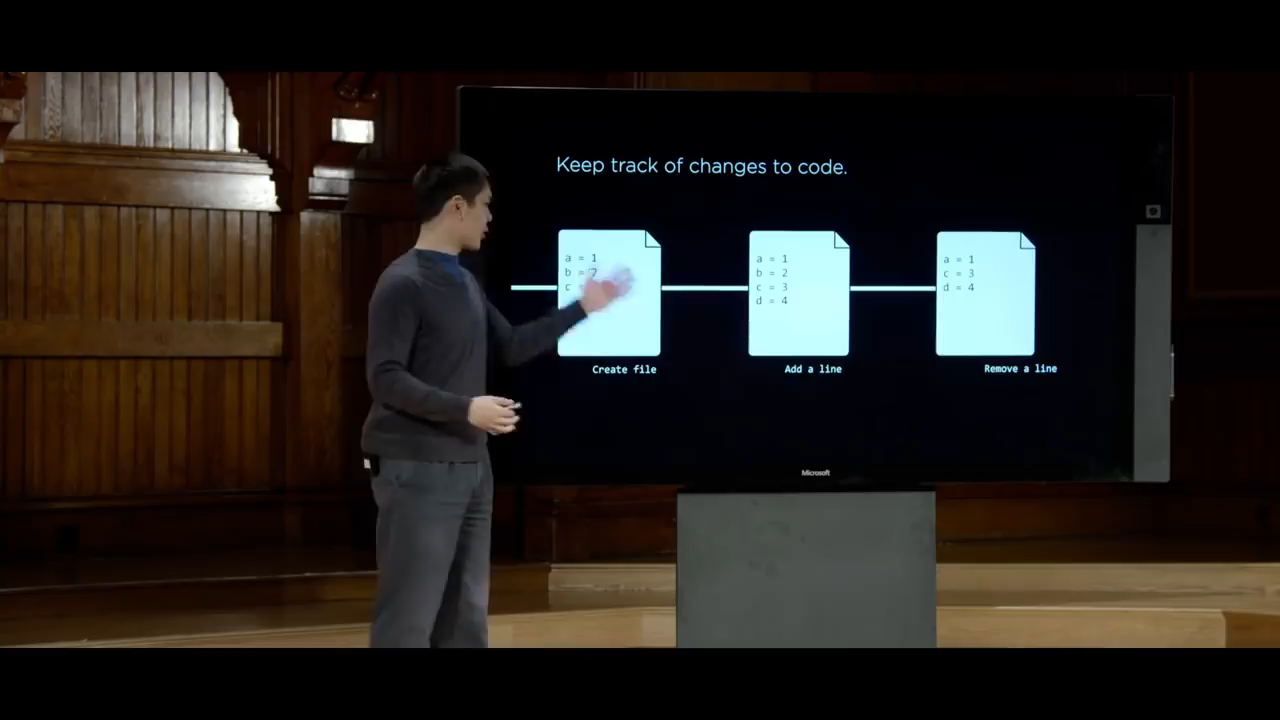 Keep track of changes to code.
a = 1
b = 2
c
Create file
a = 1
b = 2
c = 3
d = 4
Add a line
a = 1
c = 3
d = 4
Remove a line
Microsoft